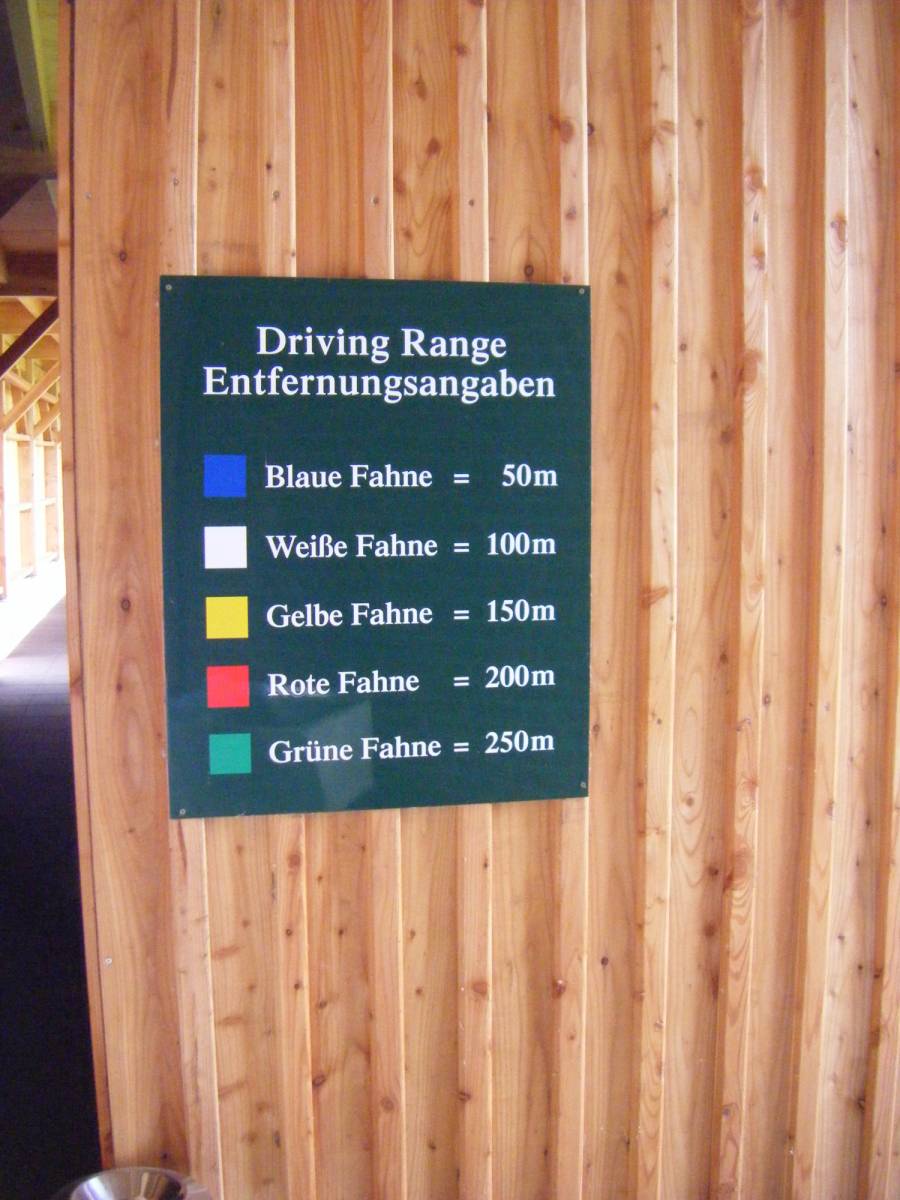 Driving Range
Entfernungsangaben
Blaue Fahne = 50m
Weiße Fahne = 100m
Gelbe Fahne = 150m
Rote Fahne = 200m
Grüne Fahne = 250m